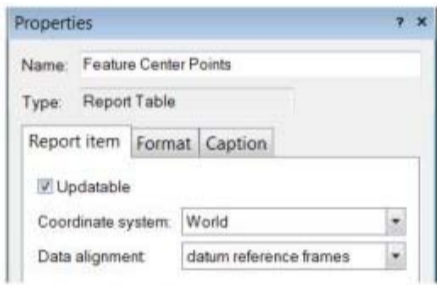 Properties ? ×
Name: Feature Center Points
Type: Report Table
Report item Format Caption
Updatable
Coordinate system: World
Data alignment: datum reference frames